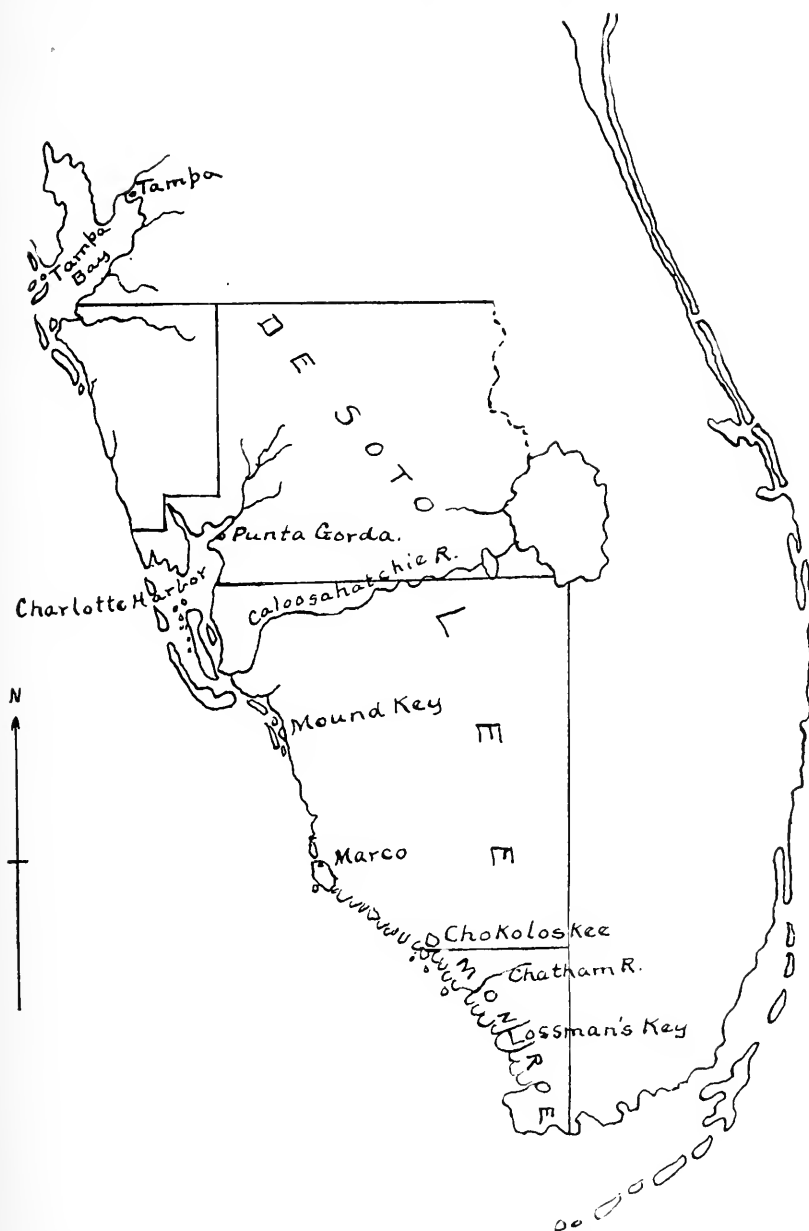 Tampa
Tampa
Bay
DE SOTO
Punta Gorda.
Caloosahatchie R.
Charlotte Harbor
LEE
N
Mound Key
Marco
Chokoloskee
MONROE
Chatham R.
Lossman's Key